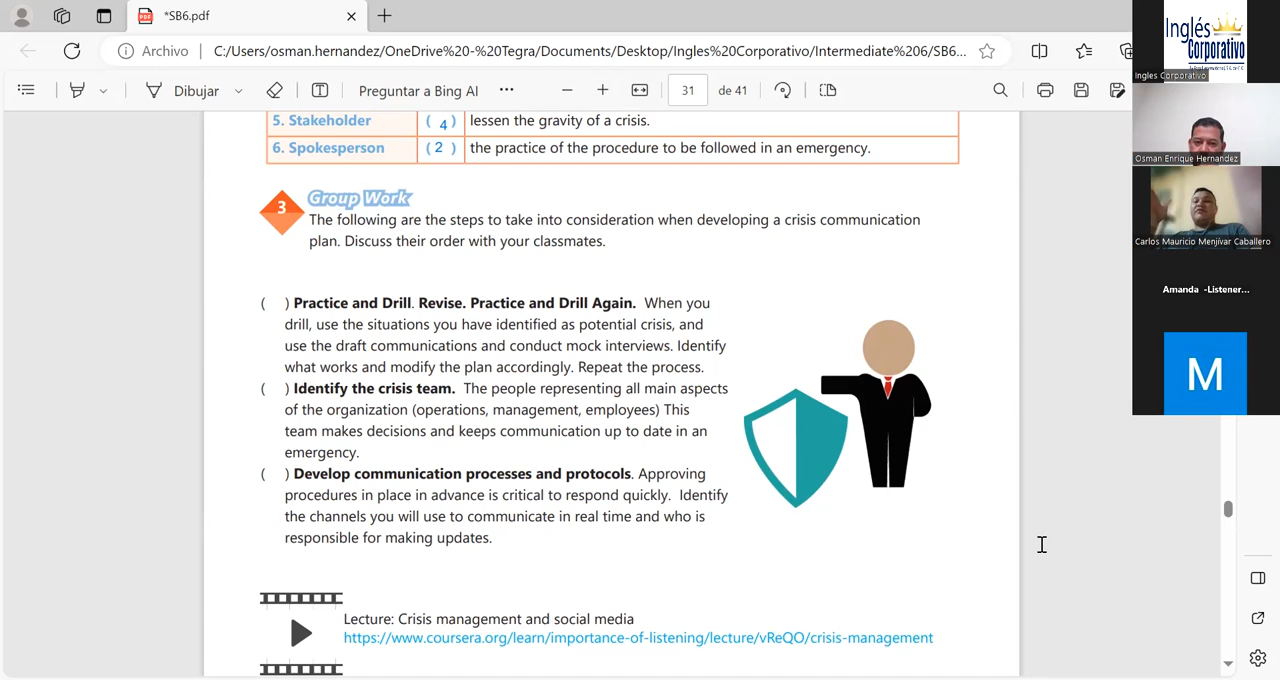 *SB6.pdf
Archivo
C:/Users/osman.hernandez/OneDrive%20-%20Tegra/Documents/Desktop/Ingles%20Corporativo/Intermediate%206/SB6...
Dibujar
Preguntar a Bing AI
31
de 41
5. Stakeholder ( 4 ) lessen the gravity of a crisis.
6. Spokesperson ( 2 ) the practice of the procedure to be followed in an emergency.
3
Group Work
The following are the steps to take into consideration when developing a crisis communication
plan. Discuss their order with your classmates.
( ) Practice and Drill. Revise. Practice and Drill Again. When you
drill, use the situations you have identified as potential crisis, and
use the draft communications and conduct mock interviews. Identify
what works and modify the plan accordingly. Repeat the process.
( ) Identify the crisis team. The people representing all main aspects
of the organization (operations, management, employees) This
team makes decisions and keeps communication up to date in an
emergency.
( ) Develop communication processes and protocols. Approving
procedures in place in advance is critical to respond quickly. Identify
the channels you will use to communicate in real time and who is
responsible for making updates.
Lecture: Crisis management and social media
https://www.coursera.org/learn/importance-of-listening/lecture/vReQO/crisis-management
Inglés
Corporativo
Ingles Corporativo
Osman Enrique Hernandez
Carlos Mauricio Menjívar Caballero
Amanda -Listener...
M